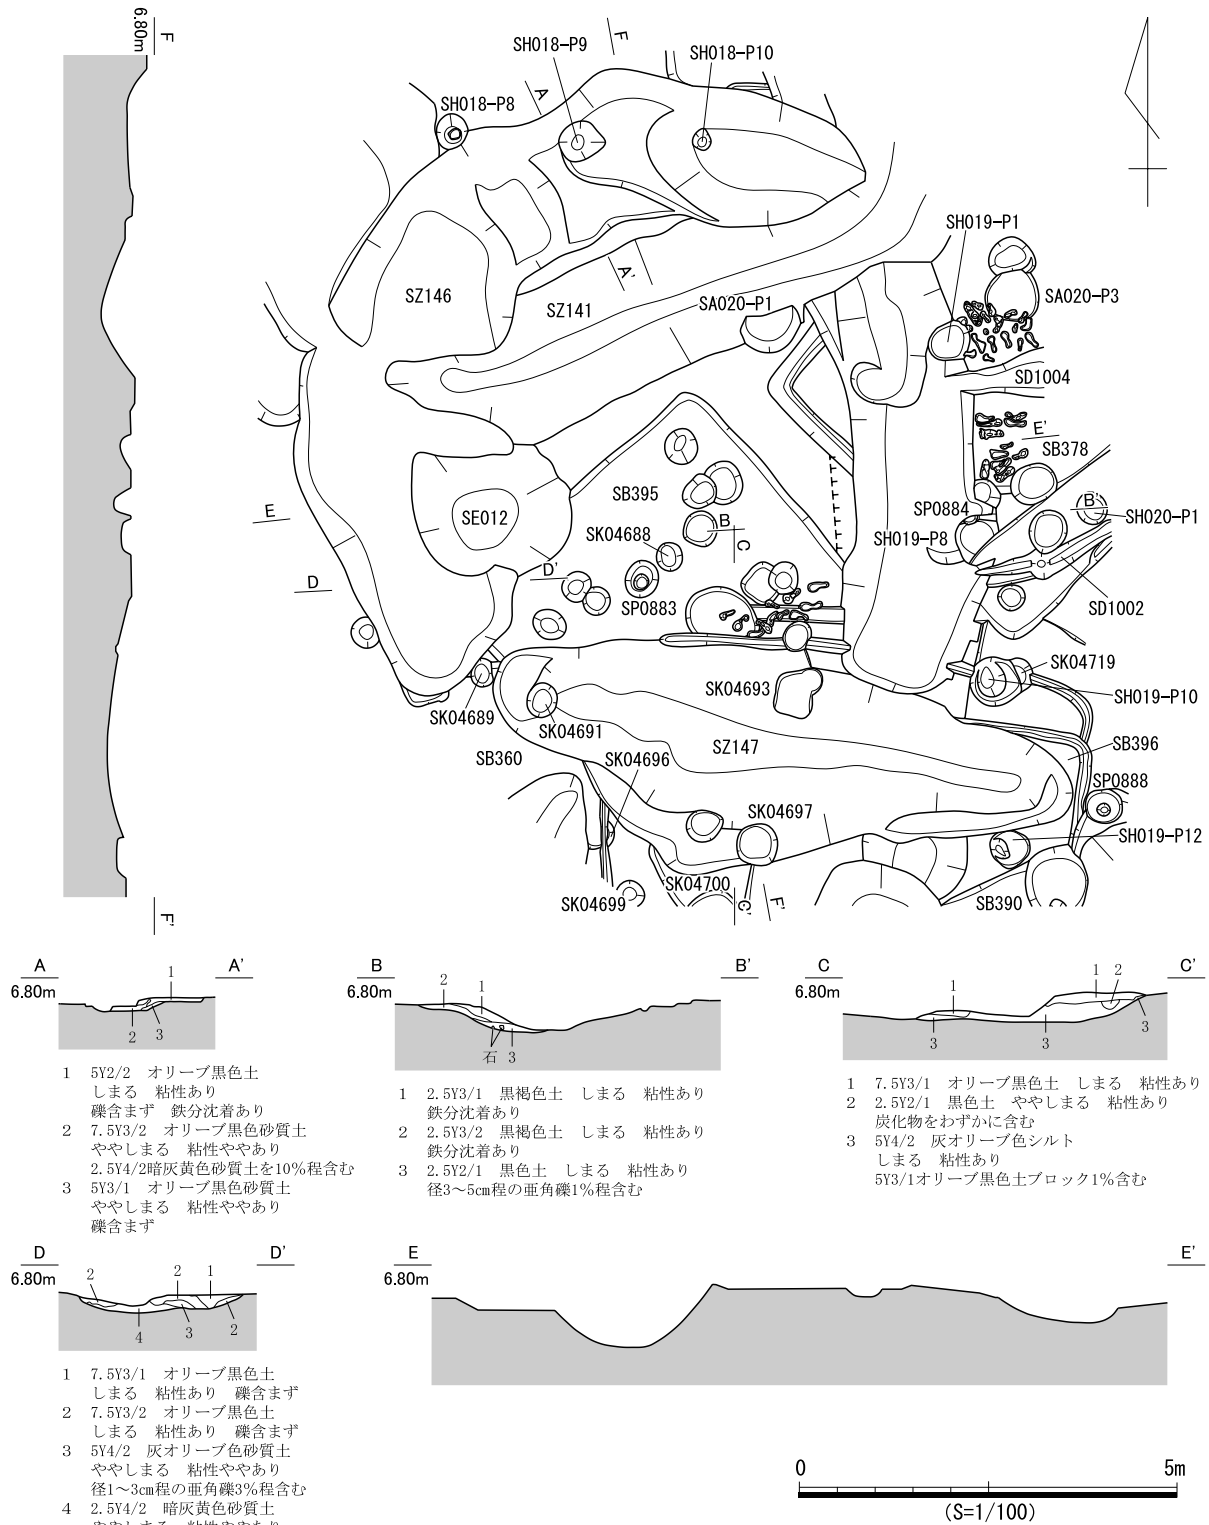 6.80m
F
SH018-P9
F
SH018-P10
A
SH018-P8
SH019-P1
A'
SZ146
SZ141
SA020-P1
SA020-P3
SD1004
E'
SB378
SB395
B
C
SP0884
B'
SH020-P1
E
SE012
SK04688
SH019-P8
D'
D
SP0883
SD1002
SK04719
SK04693
SH019-P10
SK04689
SK04691
SZ147
SB396
SB360
SK04696
SP0888
SK04697
SH019-P12
SK04700
SK04699
C'
F'
SB390
F'
A
A'
6.80m
1
2
3
1 5Y2/2 オリーブ黒色土
しまる 粘性あり
礫含まず 鉄分沈着あり
2 7.5Y3/2 オリーブ黒色砂質土
ややしまる 粘性ややあり
2.5Y4/2暗灰黄色砂質土を10%程含む
3 5Y3/1 オリーブ黒色砂質土
ややしまる 粘性ややあり
礫含まず
B
B'
6.80m
2
1
石 3
1 2.5Y3/1 黒褐色土 しまる 粘性あり
鉄分沈着あり
2 2.5Y3/2 黒褐色土 しまる 粘性あり
鉄分沈着あり
3 2.5Y2/1 黒色土 しまる 粘性あり
径3~5cm程の亜角礫1%程含む
C
C'
6.80m
1
1 2
3
3
3
1 7.5Y3/1 オリーブ黒色土 しまる 粘性あり
2 2.5Y2/1 黒色土 ややしまる 粘性あり
炭化物をわずかに含む
3 5Y4/2 灰オリーブ色シルト
しまる 粘性あり
5Y3/1オリーブ黒色土ブロック1%含む
D
D'
6.80m
2
2 1
4
3
2
1 7.5Y3/1 オリーブ黒色土
しまる 粘性あり 礫含まず
2 7.5Y3/2 オリーブ黒色土
しまる 粘性あり 礫含まず
3 5Y4/2 灰オリーブ色砂質土
ややしまる 粘性ややあり
径1~3cm程の亜角礫3%程含む
4 2.5Y4/2 暗灰黄色砂質土
E
E'
6.80m
0 5m
(S=1/100)